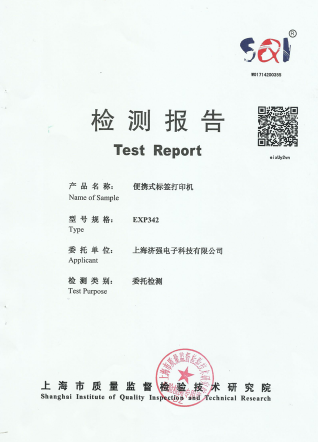 SQI®
W01714200285
检测报告
Test Report
产品名称： 便携式标签打印机
Name of Sample
型号规格： EXP342
Type
委托单位： 上海济强电子科技有限公司
Applicant
检测类别： 委托检测
Test Purpose
上海市质量监督检验技术研究院
Shanghai Institute of Quality Inspection and Technical Research